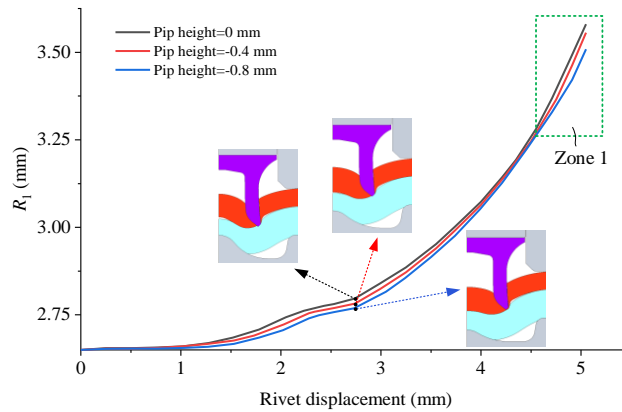 Pip height=0 mm
Pip height=-0.4 mm
Pip height=-0.8 mm
Zone 1
R1 (mm)
3.50
3.25
3.00
2.75
0
1
2
3
4
5
Rivet displacement (mm)